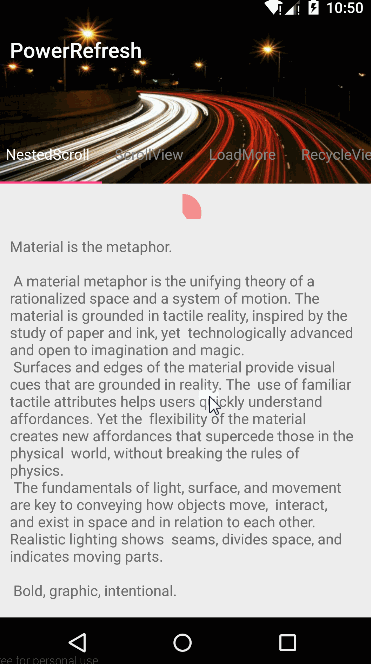 10:50
PowerRefresh
NestedScroll ScrollView LoadMore RecycleVie
Material is the metaphor.
A material metaphor is the unifying theory of a
rationalized space and a system of motion. The
material is grounded in tactile reality, inspired by the
study of paper and ink, yet technologically advanced
and open to imagination and magic.
Surfaces and edges of the material provide visual
cues that are grounded in reality. The use of familiar
tactile attributes helps users quickly understand
affordances. Yet the flexibility of the material
creates new affordances that supercede those in the
physical world, without breaking the rules of
physics.
The fundamentals of light, surface, and movement
are key to conveying how objects move, interact,
and exist in space and in relation to each other.
Realistic lighting shows seams, divides space, and
indicates moving parts.
Bold, graphic, intentional.
free for personal use